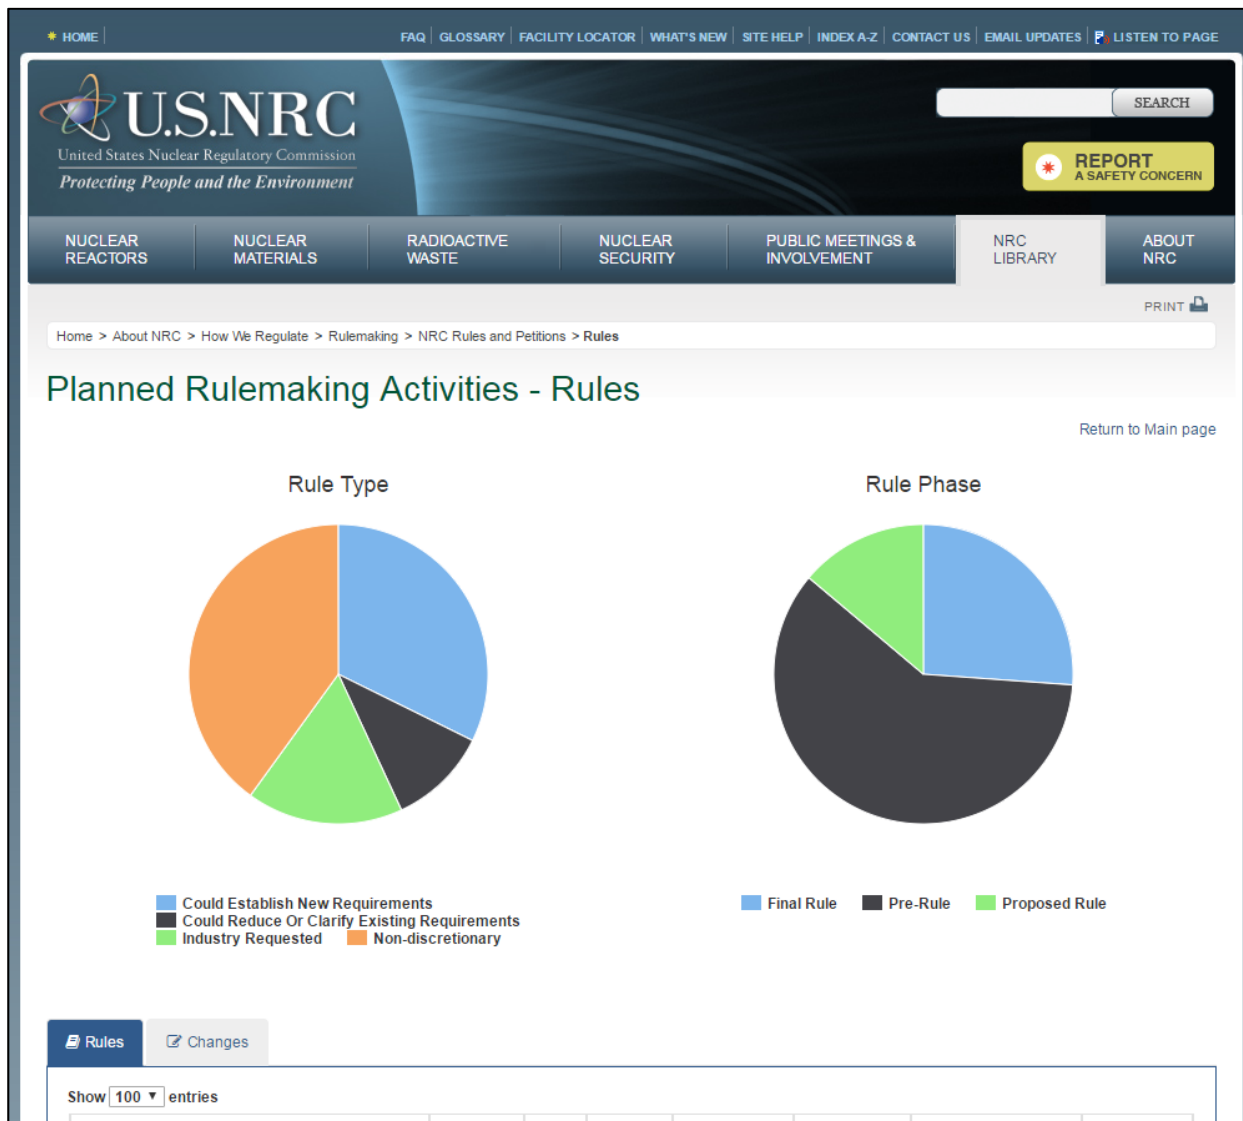 HOME
FAQ GLOSSARY FACILITY LOCATOR WHAT'S NEW SITE HELP INDEX A-Z CONTACT US EMAIL UPDATES LISTEN TO PAGE
U.S.NRC
United States Nuclear Regulatory Commission
Protecting People and the Environment
SEARCH
REPORT
A SAFETY CONCERN
NUCLEAR REACTORS
NUCLEAR MATERIALS
RADIOACTIVE WASTE
NUCLEAR SECURITY
PUBLIC MEETINGS & INVOLVEMENT
NRC LIBRARY
ABOUT NRC
PRINT
Home > About NRC > How We Regulate > Rulemaking > NRC Rules and Petitions > Rules
Planned Rulemaking Activities - Rules
Return to Main page
Rule Type
Could Establish New Requirements
Could Reduce Or Clarify Existing Requirements
Industry Requested Non-discretionary
Rule Phase
Final Rule Pre-Rule Proposed Rule
Rules Changes
Show 100 entries